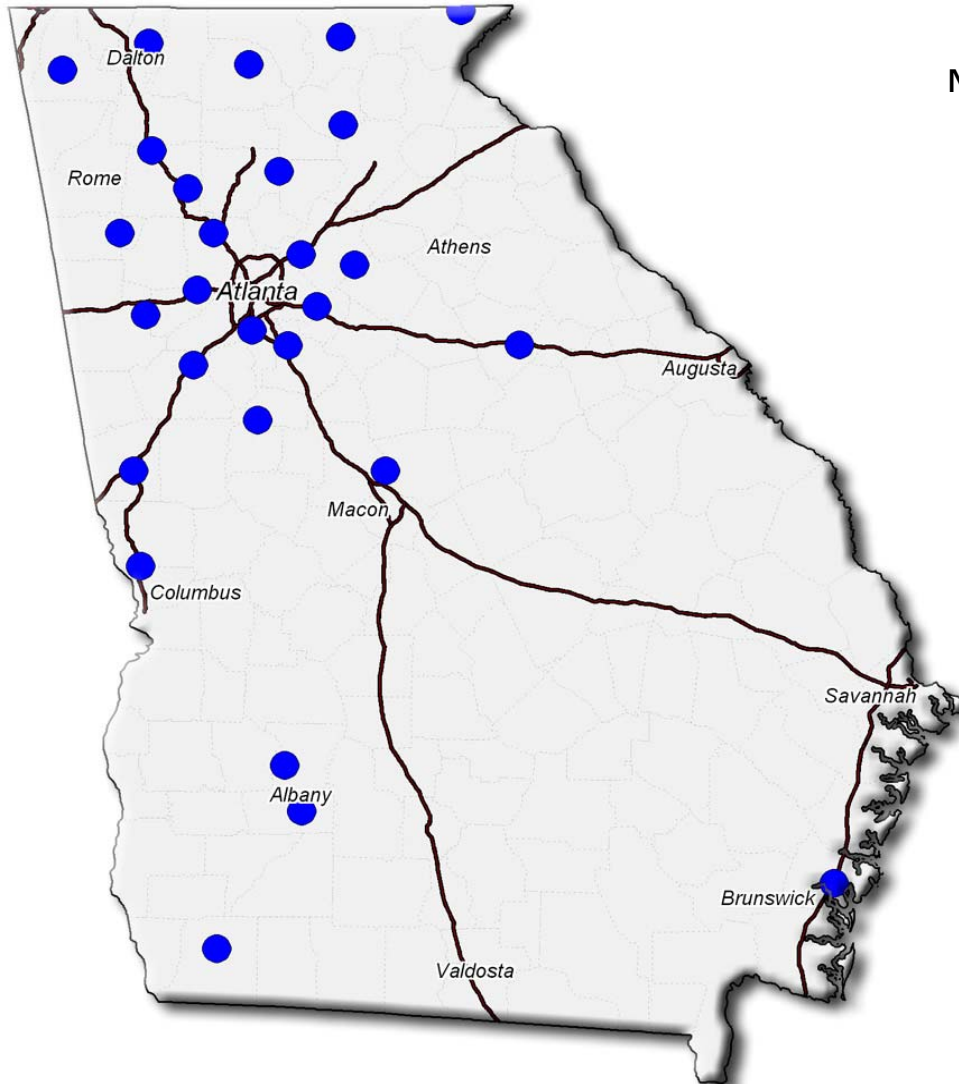 N
Dalton
Rome
Athens
Atlanta
Augusta
Macon
Columbus
Savannah
Albany
Brunswick
Valdosta